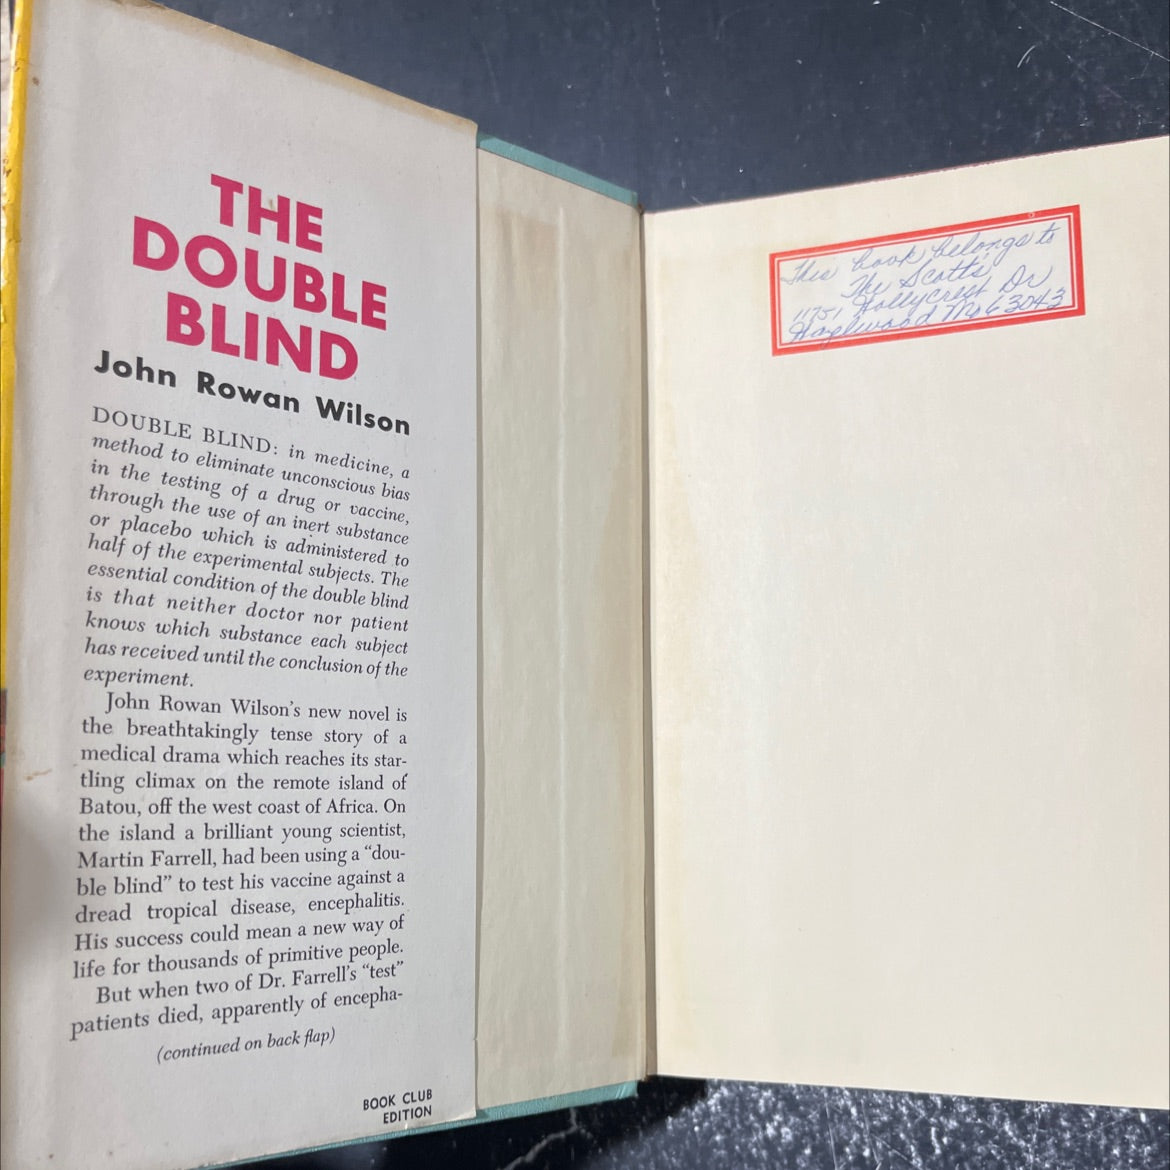 THE
DOUBLE
BLIND
John Rowan Wilson
DOUBLE BLIND: in medicine, a
method to eliminate unconscious bias
in the testing of a drug or vaccine,
through the use of an inert substance
or placebo which is administered to
half of the experimental subjects. The
essential condition of the double blind
is that neither doctor nor patient
knows which substance each subject
has received until the conclusion of the
experiment.
John Rowan Wilson's new novel is
the breathtakingly tense story of a
medical drama which reaches its star-
tling climax on the remote island of
Batou, off the west coast of Africa. On
the island a brilliant young scientist,
Martin Farrell, had been using a “dou-
ble blind” to test his vaccine against a
dread tropical disease, encephalitis.
His success could mean a new way of
life for thousands of primitive people.
But when two of Dr. Farrell's “test”
patients died, apparently of encepha-
(continued on back flap)
BOOK CLUB
EDITION
This book belongs to
The Scotts
11751 Hollycrest Dr
Hazelwood Mo 63043